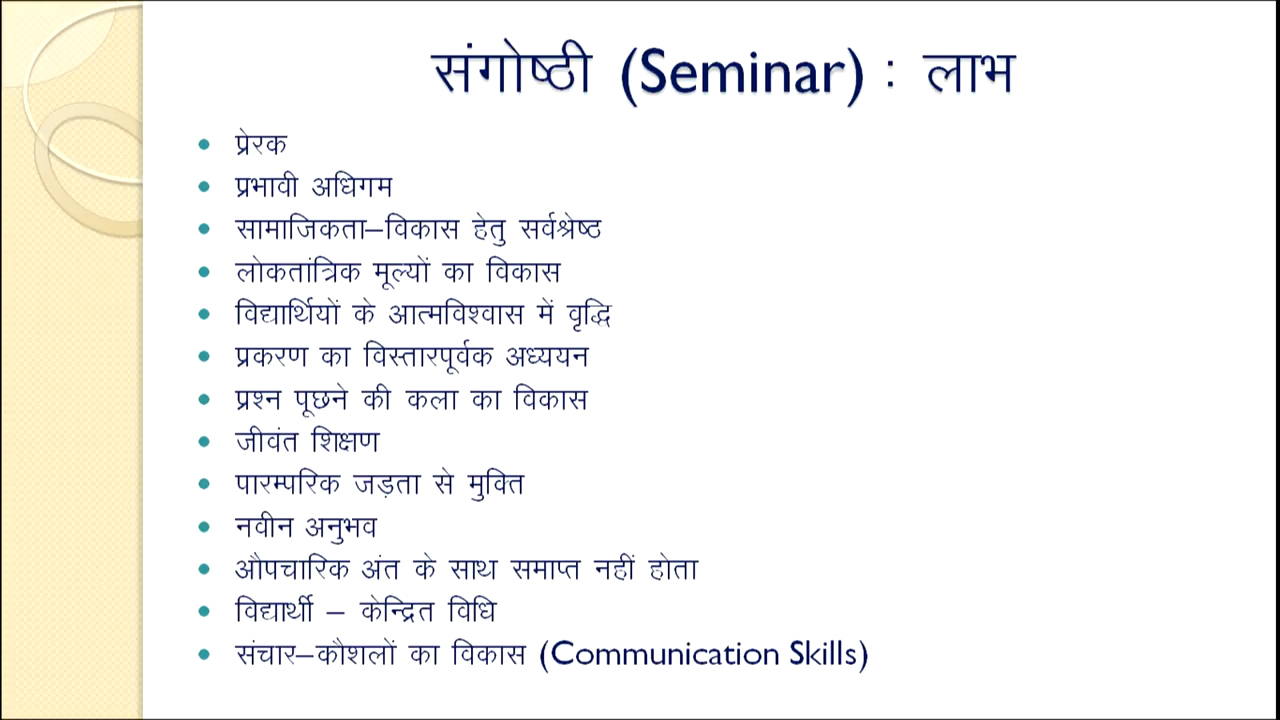 संगोष्ठी (Seminar) : लाभ
• प्रेरक
• प्रभावी अधिगम
• सामाजिकता–विकास हेतु सर्वश्रेष्ठ
• लोकतांत्रिक मूल्यों का विकास
• विद्यार्थियों के आत्मविश्वास में वृद्धि
• प्रकरण का विस्तारपूर्वक अध्ययन
• प्रश्न पूछने की कला का विकास
• जीवंत शिक्षण
• पारम्परिक जड़ता से मुक्ति
• नवीन अनुभव
• औपचारिक अंत के साथ समाप्त नहीं होता
• विद्यार्थी – केन्द्रित विधि
• संचार–कौशलों का विकास (Communication Skills)